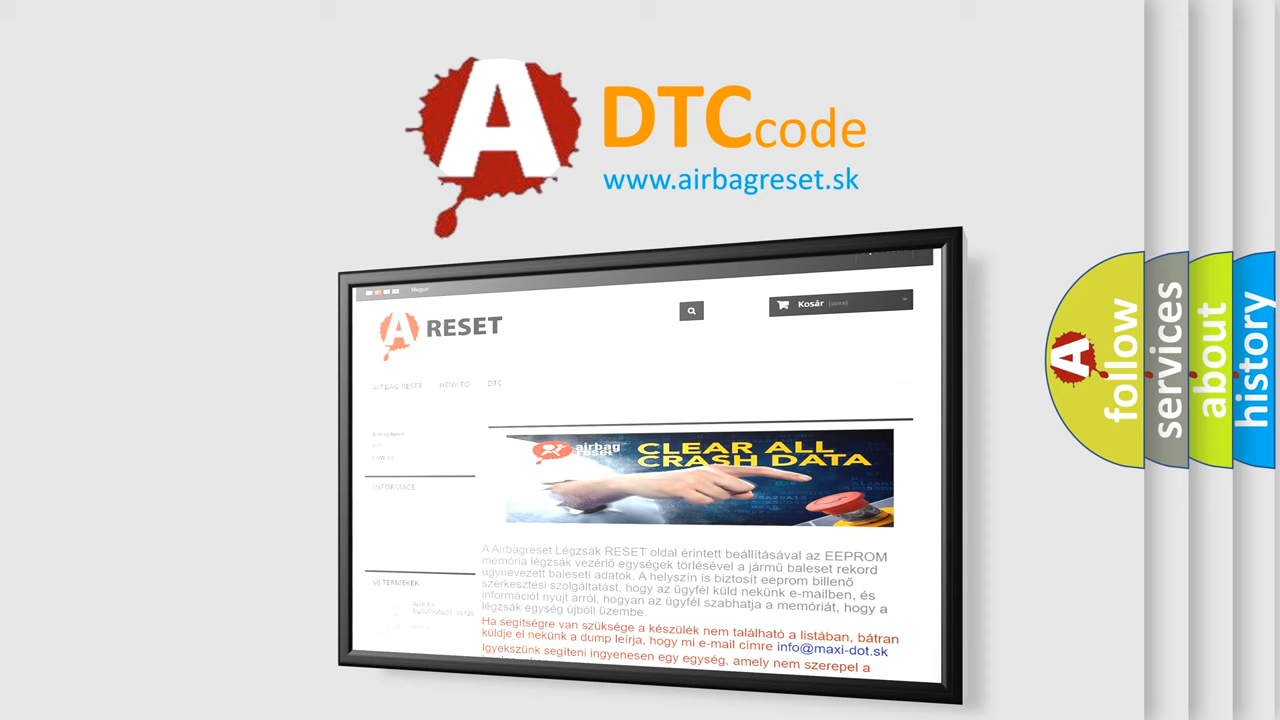 A
DTCcode
www.airbagreset.sk
Magyar
A RESET
Kosár (üres)
AIRBAG RESET HOW TO DTC
INFORMACE
ÚJ TERMÉKEK
airbag
reset
CLEAR ALL
CRASH DATA
A Airbagreset Légzsák RESET oldal érintett beállításával az EEPROM
memória légzsák vezérlő egységek törlésével a jármű baleset rekord
úgynevezett baleseti adatok. A helyszín is biztosít eeprom billenő
szerkesztési szolgáltatást, hogy az ügyfél küld nekünk e-mailben, és
információt nyújt arról, hogyan az ügyfél szabhatja a memóriát, hogy a
légzsák egység újbóli üzembe.
Ha segítségre van szüksége a készülék nem található a listában, bátran
küldje el nekünk a dump leírja, hogy mi e-mail címre info@maxi-dot.sk
Igyekszünk segíteni ingyenesen egy egység, amely nem szerepel a
A
follow
services
about
history